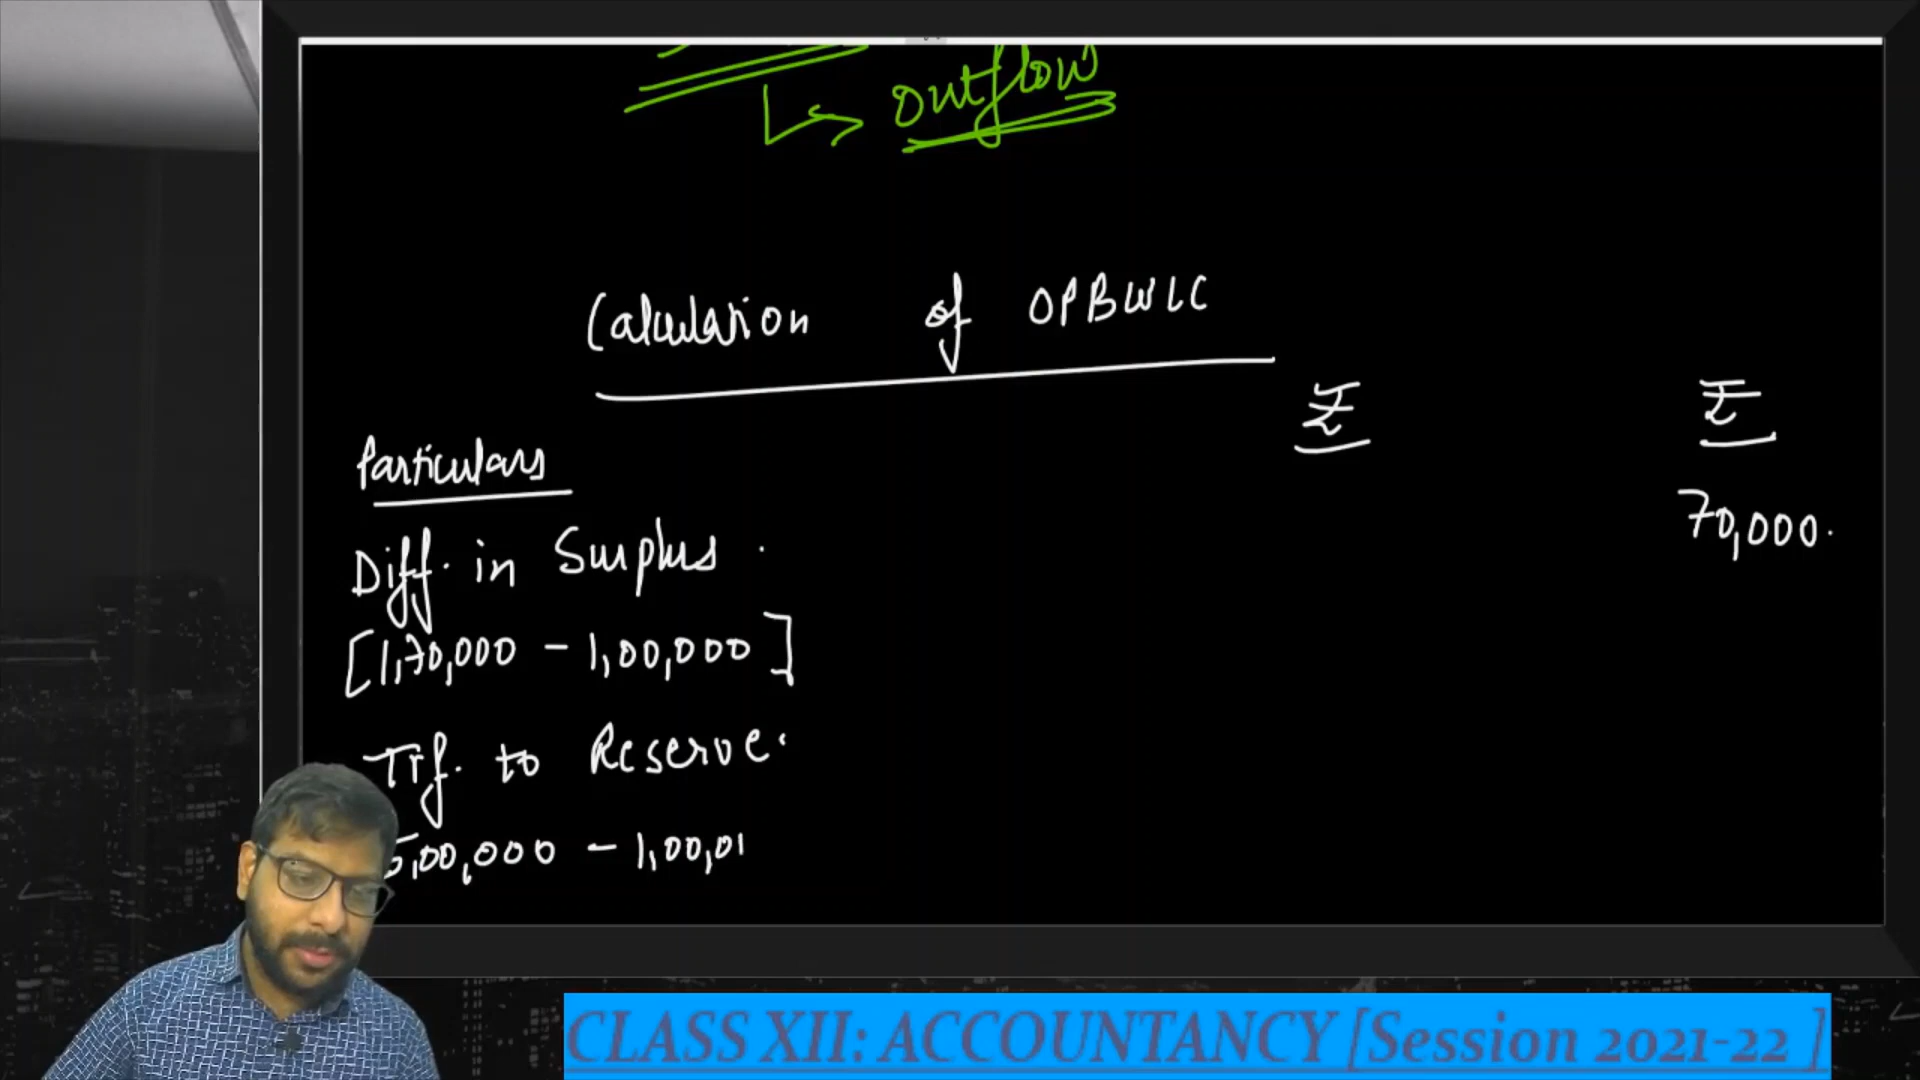 outflow
Calculation of OPBWLC
₹ ₹
Particulars
Diff. in Surplus . 70,000.
[1,70,000 - 1,00,000]
Trf. to Reserve.
5,00,000 - 1,00,01
CLASS XII: ACCOUNTANCY [Session 2021-22 ]